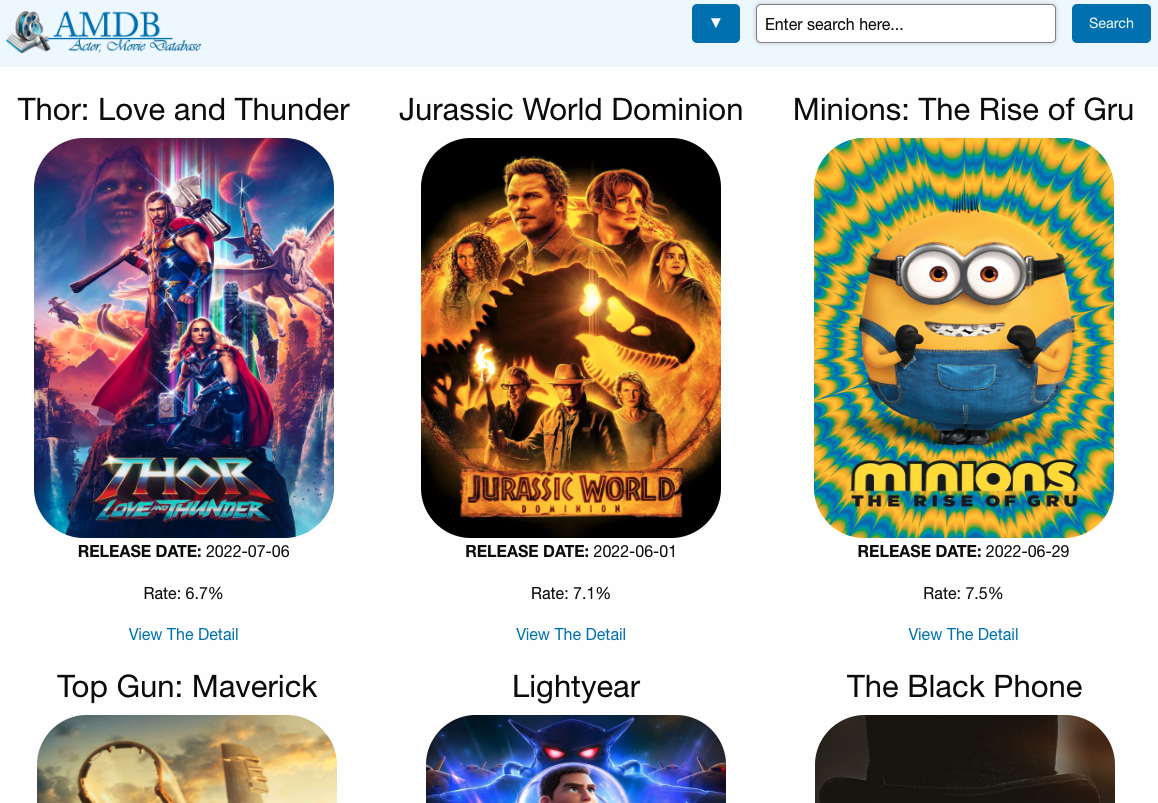 AMDB
Actor, Movie Database
▼
Enter search here...
Search
Thor: Love and Thunder
Jurassic World Dominion
Minions: The Rise of Gru
THOR
LOVE AND THUNDER
JURASSIC WORLD
DOMINION
minions
THE RISE OF GRU
RELEASE DATE: 2022-07-06
RELEASE DATE: 2022-06-01
RELEASE DATE: 2022-06-29
Rate: 6.7%
Rate: 7.1%
Rate: 7.5%
View The Detail
View The Detail
View The Detail
Top Gun: Maverick
Lightyear
The Black Phone